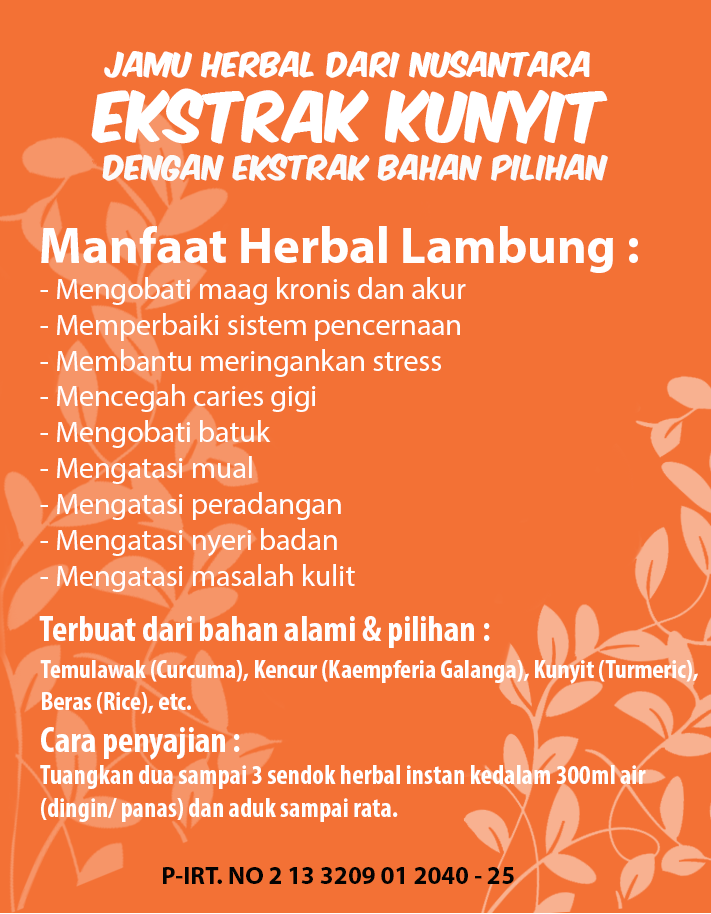 JAMU HERBAL DARI NUSANTARA
EKSTRAK KUNYIT
DENGAN EKSTRAK BAHAN PILIHAN
Manfaat Herbal Lambung :
- Mengobati maag kronis dan akur
- Memperbaiki sistem pencernaan
- Membantu meringankan stress
- Mencegah caries gigi
- Mengobati batuk
- Mengatasi mual
- Mengatasi peradangan
- Mengatasi nyeri badan
- Mengatasi masalah kulit
Terbuat dari bahan alami & pilihan :
Temulawak (Curcuma), Kencur (Kaempferia Galanga), Kunyit (Turmeric),
Beras (Rice), etc.
Cara penyajian :
Tuangkan dua sampai 3 sendok herbal instan kedalam 300ml air
(dingin/ panas) dan aduk sampai rata.
P-IRT. NO 2 13 3209 01 2040 - 25